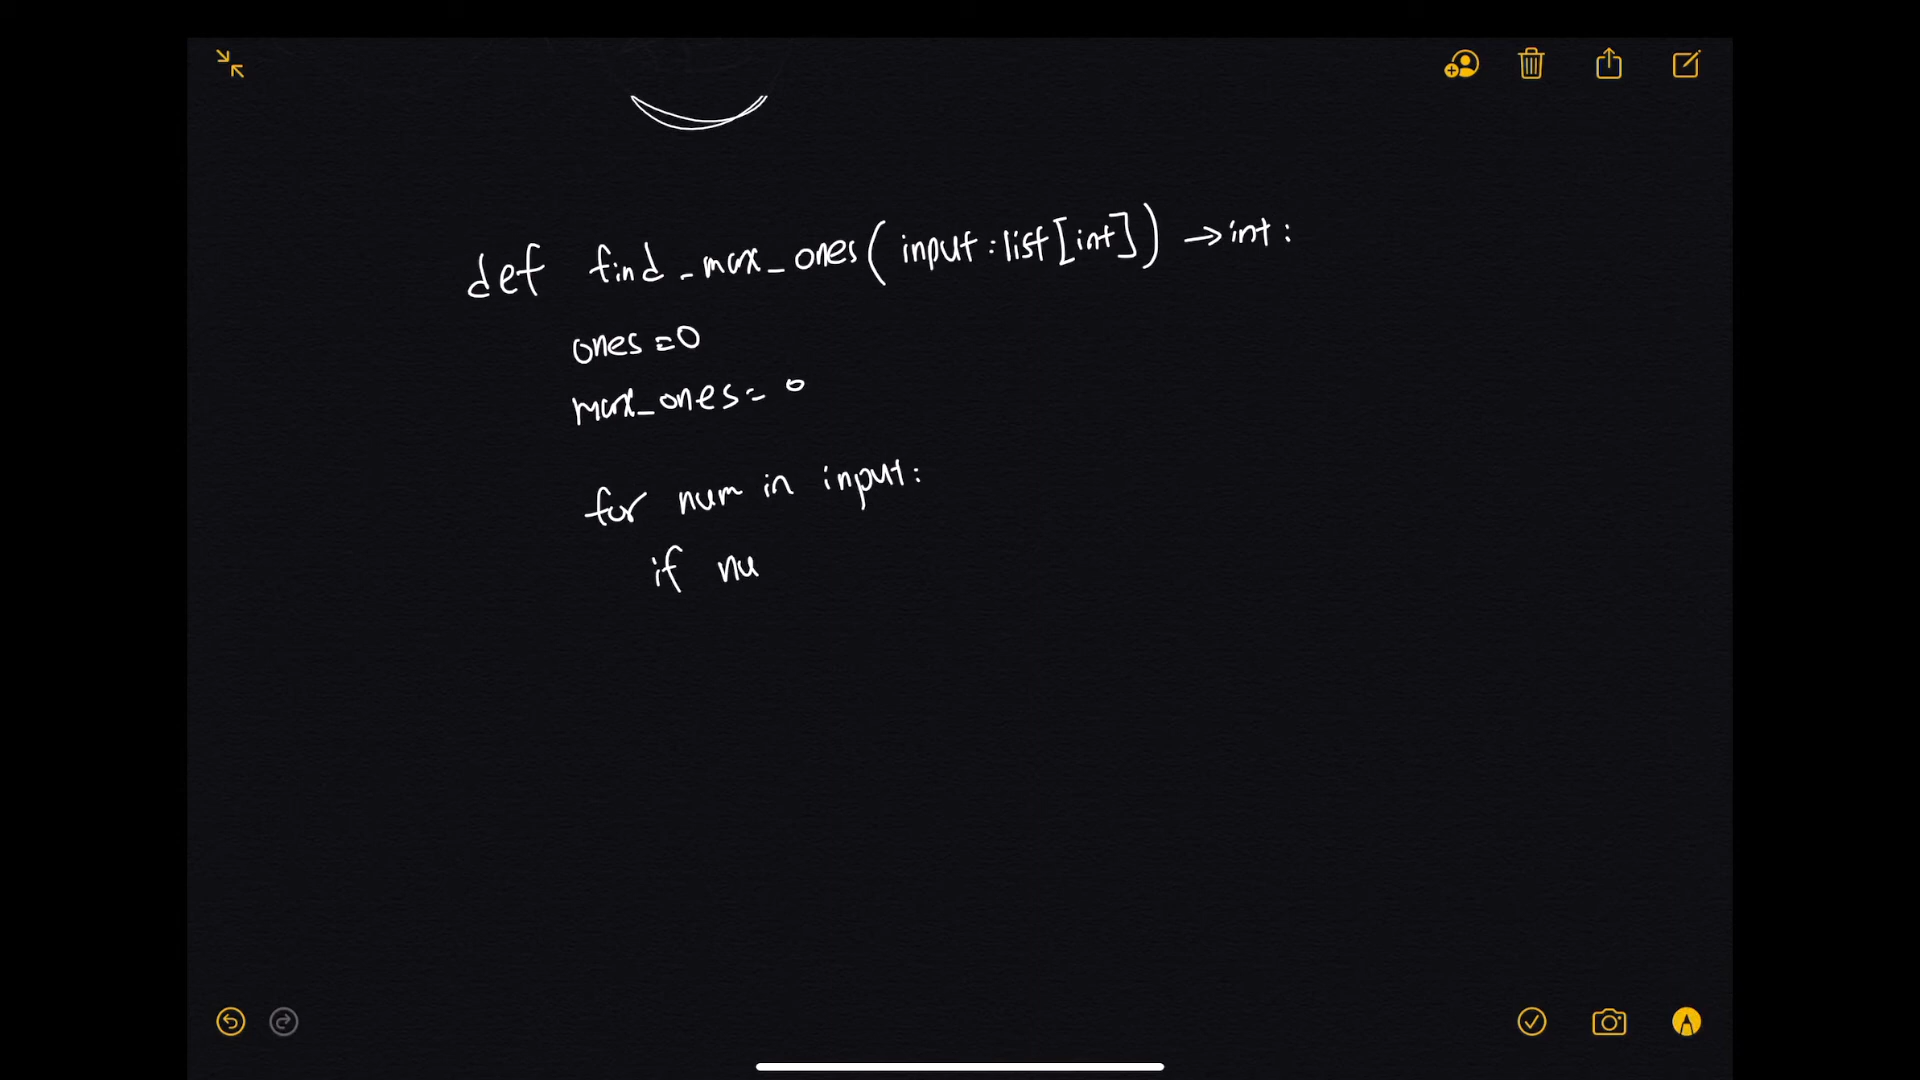 def find_max_ones(input:list[int]) →int:
ones=0
max_ones=0
for num in input:
if nu